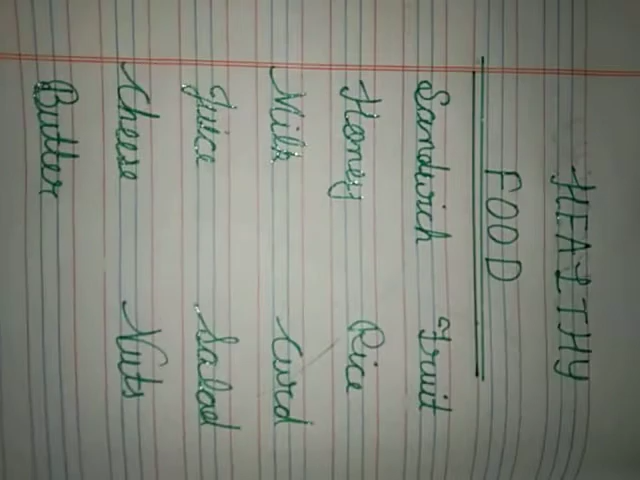 HEALTHY
FOOD
Sandwich Fruit
Honey Rice
Milk Curd
Juice Salad
Cheese Nuts
Butter